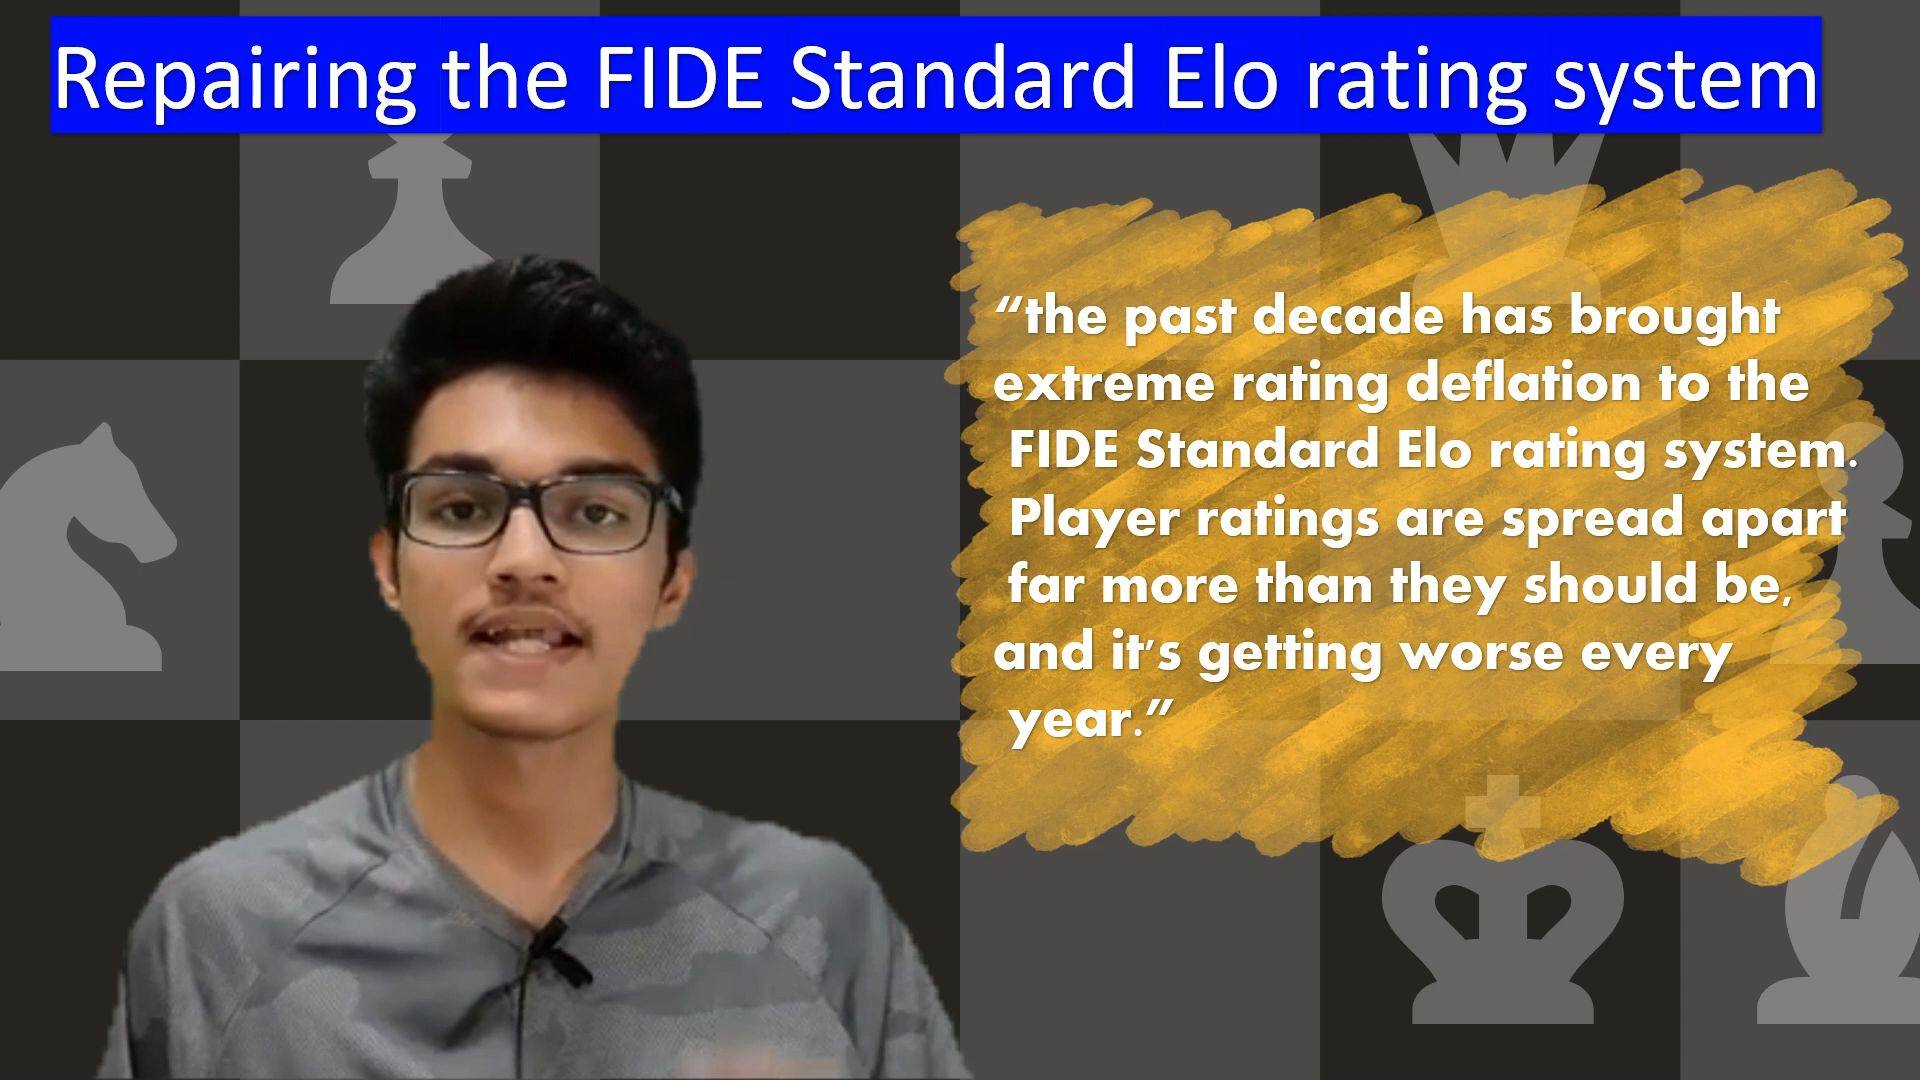 Repairing the FIDE Standard Elo rating system
“the past decade has brought
extreme rating deflation to the
FIDE Standard Elo rating system.
Player ratings are spread apart
far more than they should be,
and it's getting worse every
year.”